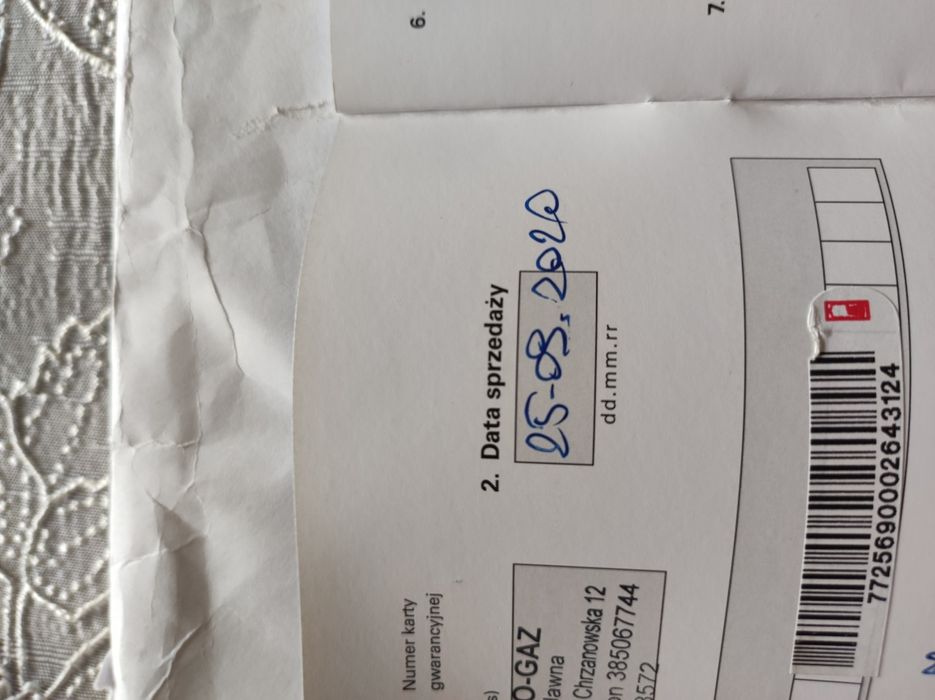 6.
7.
2. Data sprzedaży
25-08.2020
dd.mm.rr
Numer karty
gwarancyjnej
O-GAZ
Chrzanowska 12
385067744
3572
7725690002643124